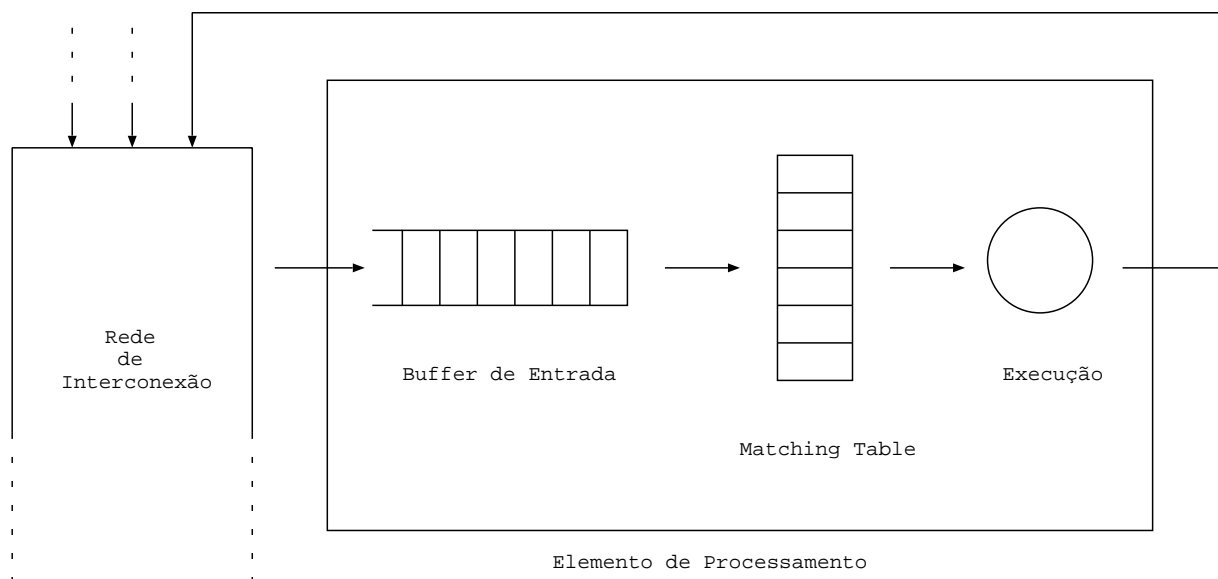 Rede
de
Interconexão
Buffer de Entrada
Matching Table
Execução
Elemento de Processamento